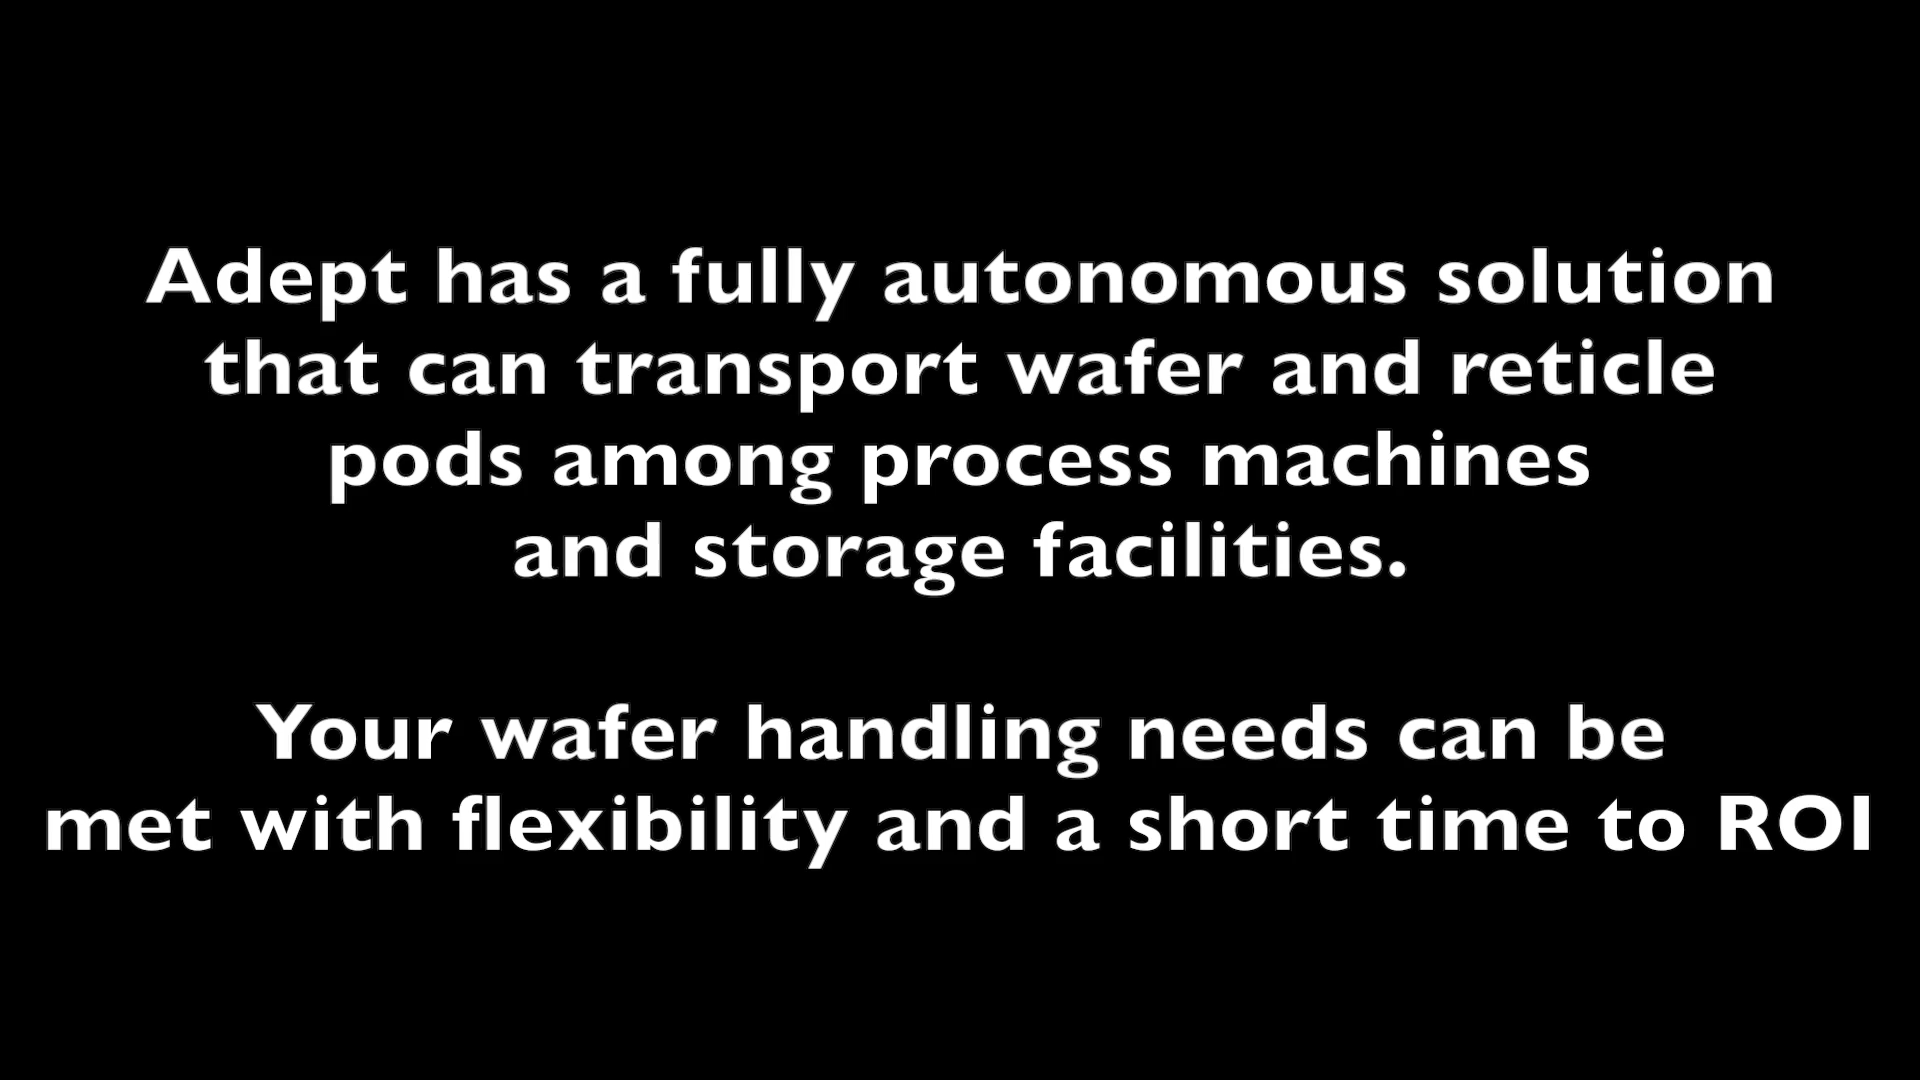 Adept has a fully autonomous solution
that can transport wafer and reticle
pods among process machines
and storage facilities.
Your wafer handling needs can be
met with flexibility and a short time to ROI